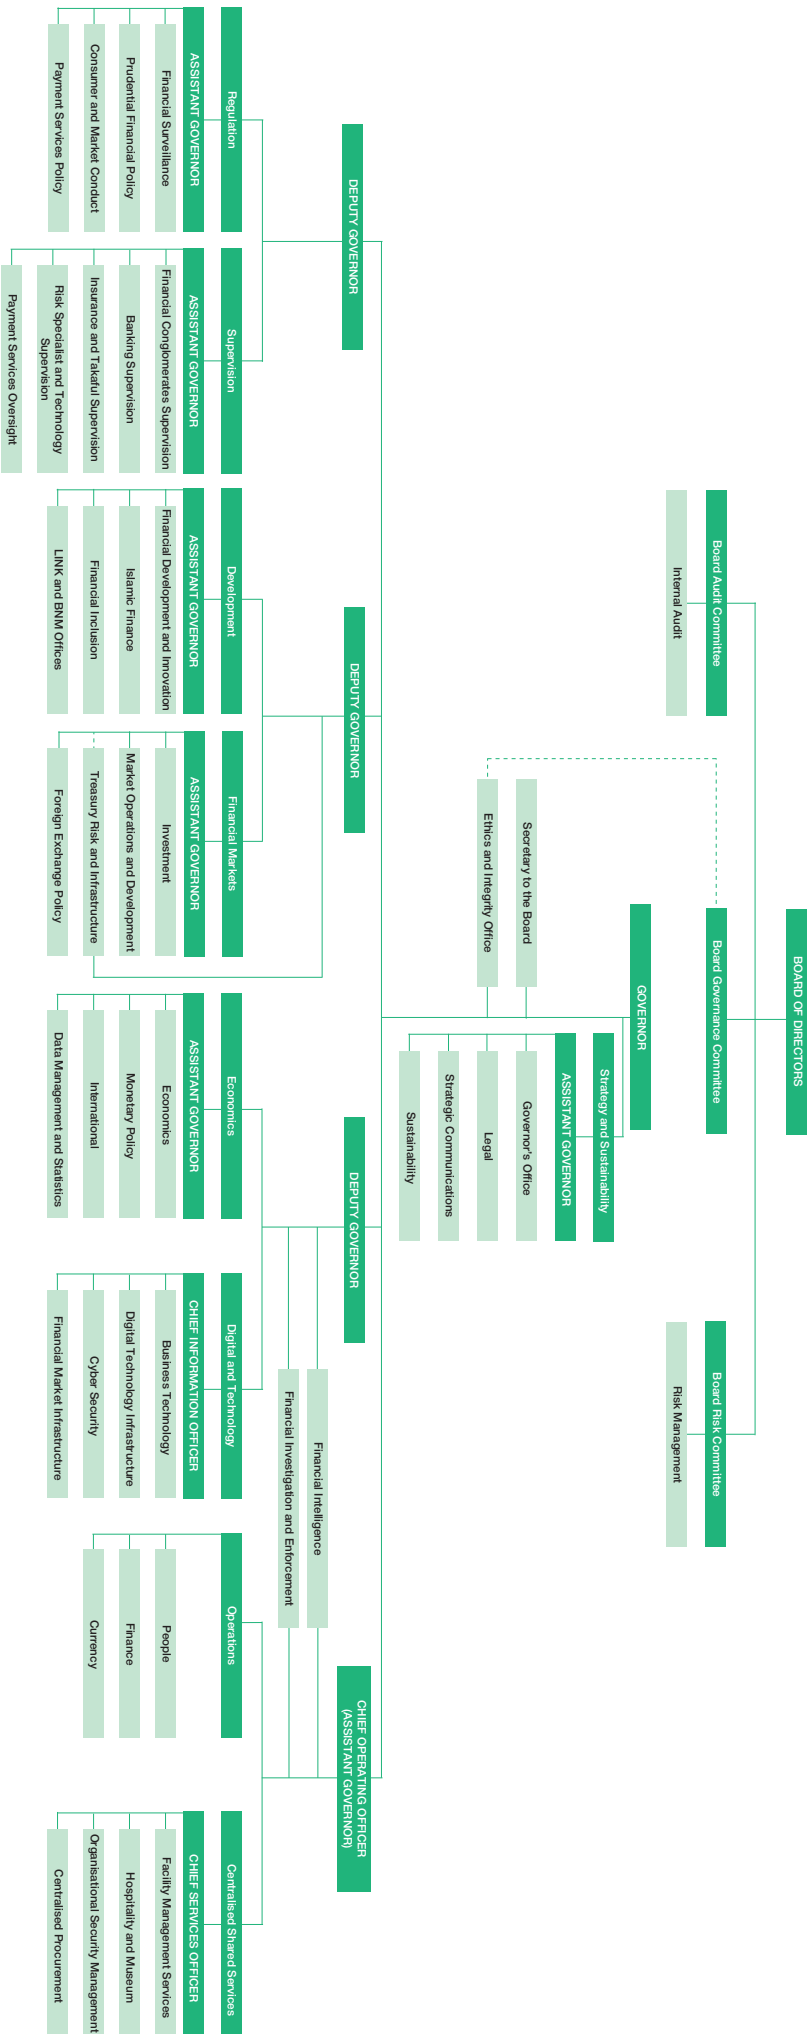 BOARD OF DIRECTORS
Board Audit Committee
Board Governance Committee
Board Risk Committee
Internal Audit
Risk Management
GOVERNOR
Strategy and Sustainability
ASSISTANT GOVERNOR
Secretary to the Board
Governor's Office
Ethics and Integrity Office
Legal
Strategic Communications
Sustainability
DEPUTY GOVERNOR
DEPUTY GOVERNOR
DEPUTY GOVERNOR
CHIEF OPERATING OFFICER
(ASSISTANT GOVERNOR)
Financial Intelligence
Financial Investigation and Enforcement
Regulation
ASSISTANT GOVERNOR
Financial Surveillance
Prudential Financial Policy
Consumer and Market Conduct
Payment Services Policy
Supervision
ASSISTANT GOVERNOR
Financial Conglomerates Supervision
Banking Supervision
Insurance and Takaful Supervision
Risk Specialist and Technology
Supervision
Payment Services Oversight
Development
ASSISTANT GOVERNOR
Financial Development and Innovation
Islamic Finance
Financial Inclusion
LINK and BNM Offices
Financial Markets
ASSISTANT GOVERNOR
Investment
Market Operations and Development
Treasury Risk and Infrastructure
Foreign Exchange Policy
Economics
ASSISTANT GOVERNOR
Economics
Monetary Policy
International
Data Management and Statistics
Digital and Technology
CHIEF INFORMATION OFFICER
Business Technology
Digital Technology Infrastructure
Cyber Security
Financial Market Infrastructure
Operations
People
Finance
Currency
Centralised Shared Services
CHIEF SERVICES OFFICER
Facility Management Services
Hospitality and Museum
Organisational Security Management
Centralised Procurement